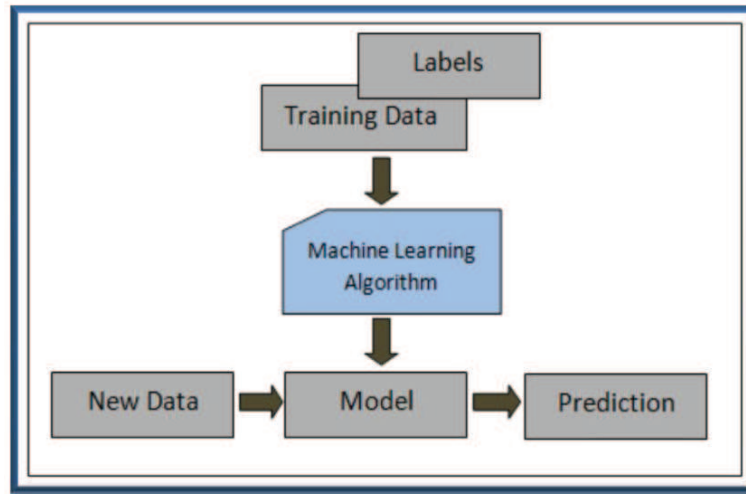 Labels
Training Data
Machine Learning
Algorithm
New Data
Model
Prediction